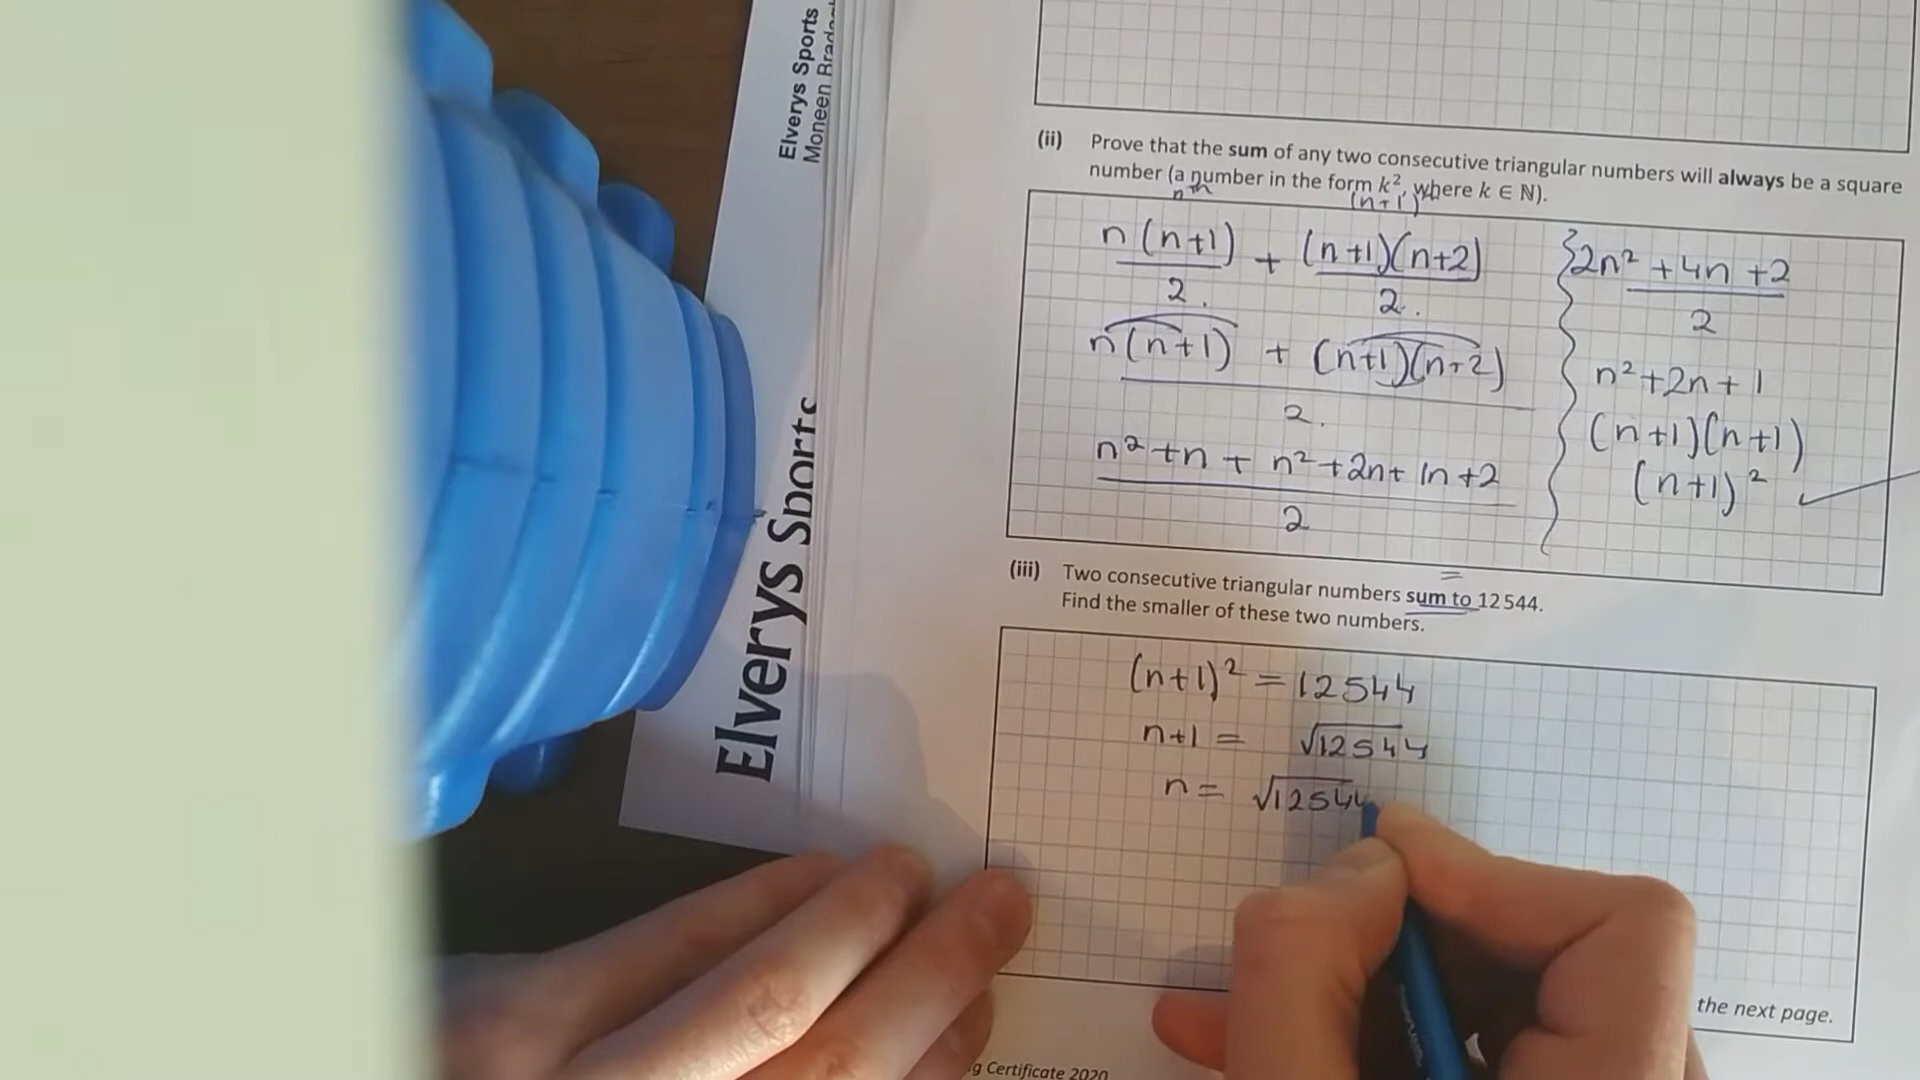 Elverys Sports
Moneen
Elverys Sports
(ii) Prove that the sum of any two consecutive triangular numbers will always be a square
number (a number in the form k², where k ∈ ℕ).
nth (n+1)
n(n+1)/2 + (n+1)(n+2)/2.
n(n+1) + (n+1)(n+2)
2.
n² + n + n² + 2n + 1n + 2
2
2n² + 4n + 2
2
n² + 2n + 1
(n+1)(n+1)
(n+1)²
(iii) Two consecutive triangular numbers sum to 12544.
=
Find the smaller of these two numbers.
(n+1)² = 12544
n+1 = √12544
n = √12544
the next page.
Certificate 2020